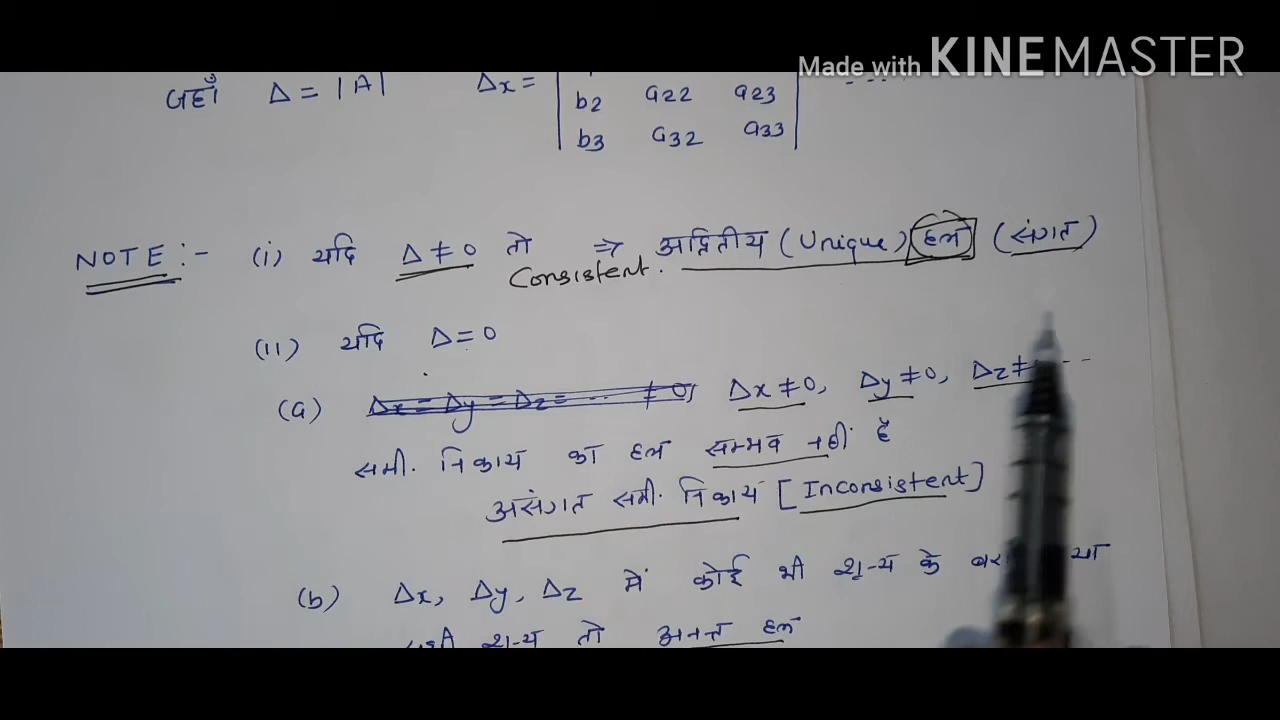 Made with KINEMASTER
जहाँ Δ = |A| Δx =
b2 a22 a23
b3 a32 a33
NOTE :- (i) यदि Δ ≠ 0 तो ⇒ अद्वितीय (Unique) हल (संगत)
Consistent.
(ii) यदि Δ = 0
(a) Δx = Δy = Δz = ... ≠ 0, Δx ≠ 0, Δy ≠ 0, Δz ≠
समी. निकाय का हल सम्भव नहीं है
असंगत समी. निकाय [Inconsistent]
(b) Δx, Δy, Δz में कोई भी शून्य के
शून्य तो अनन्त हल